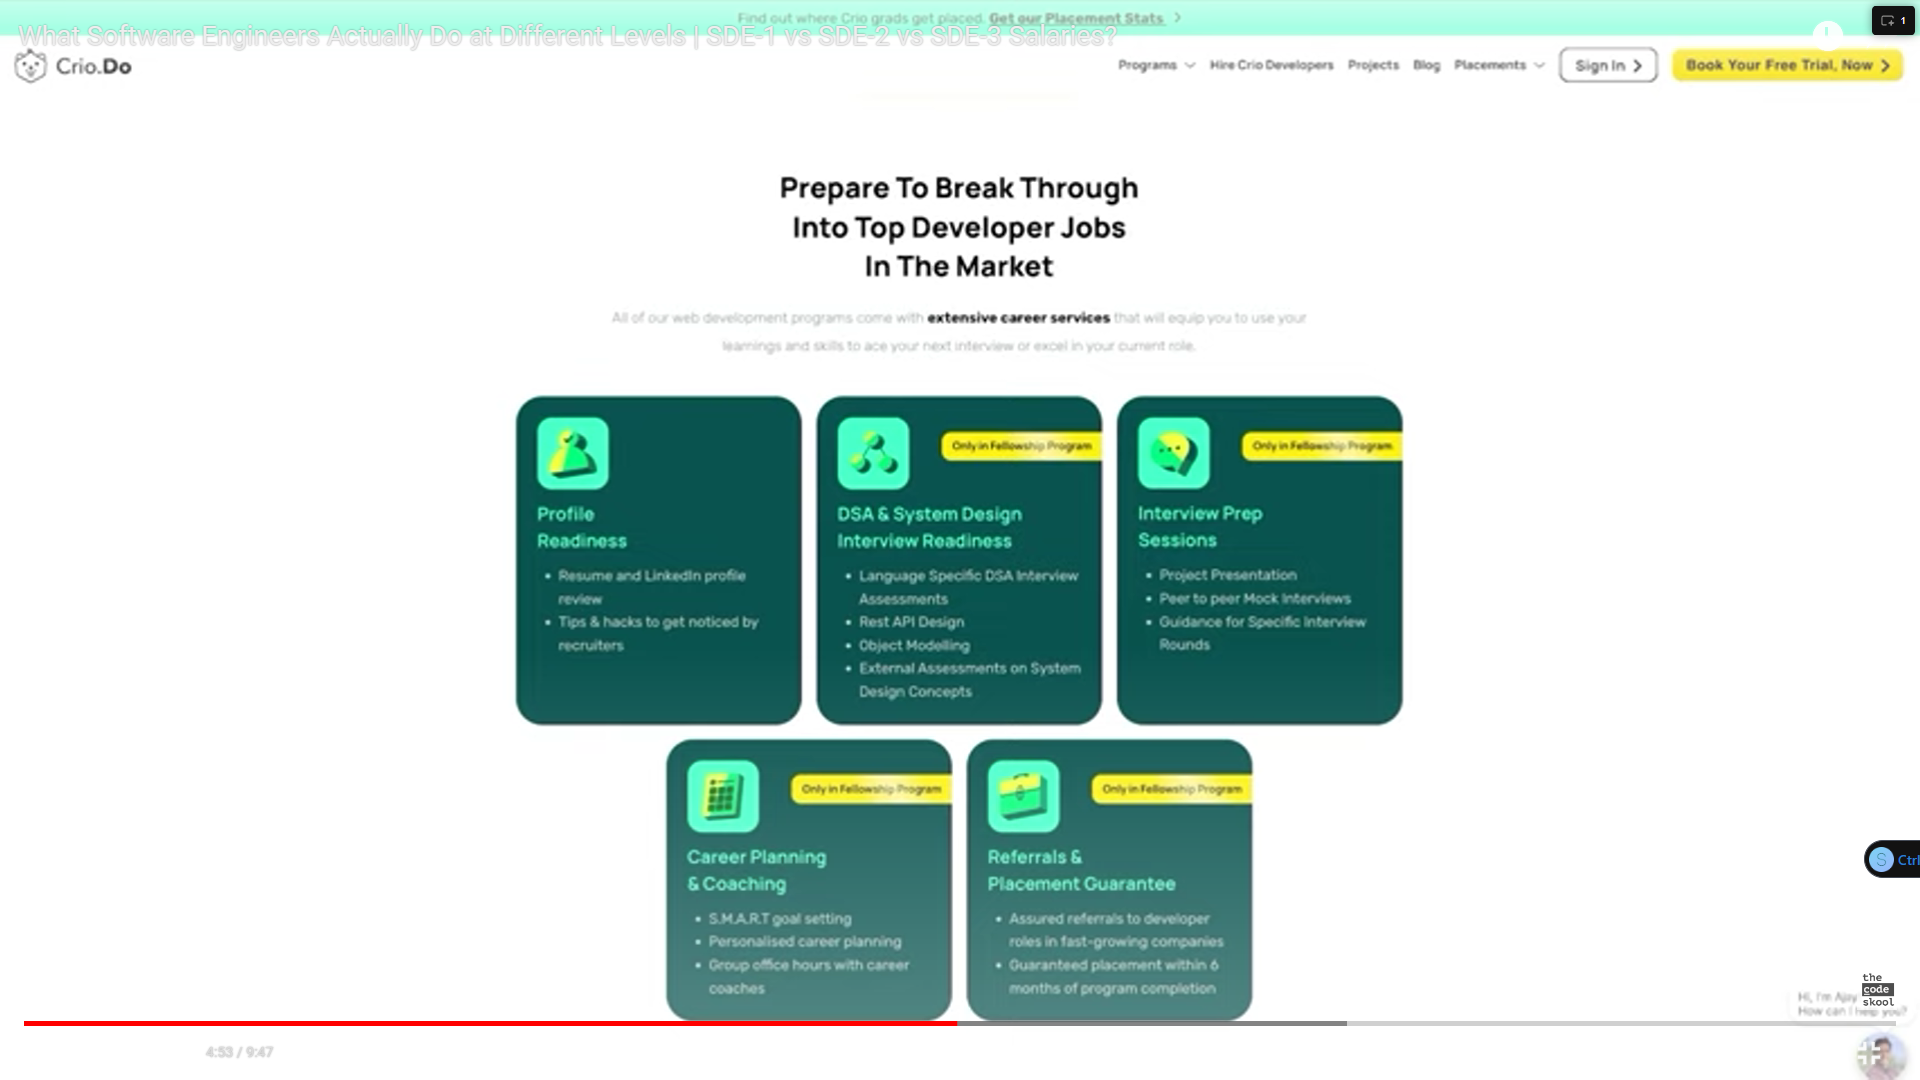 Find out where Crio grads get placed. Get our Placement Stats
What Software Engineers Actually Do at Different Levels | SDE-1 vs SDE-2 vs SDE-3 Salaries?
1
Crio.Do
Programs
Hire Crio Developers
Projects
Blog
Placements
Sign In
Book Your Free Trial, Now
Prepare To Break Through
Into Top Developer Jobs
In The Market
All of our web development programs come with extensive career services that will equip you to use your
learnings and skills to ace your next interview or excel in your current role.
Profile
Readiness
• Resume and LinkedIn profile
review
• Tips & hacks to get noticed by
recruiters
Only in Fellowship Program
DSA & System Design
Interview Readiness
• Language Specific DSA Interview
Assessments
• Rest API Design
• Object Modelling
• External Assessments on System
Design Concepts
Only in Fellowship Program
Interview Prep
Sessions
• Project Presentation
• Peer to peer Mock Interviews
• Guidance for Specific Interview
Rounds
Only in Fellowship Program
Career Planning
& Coaching
• S.M.A.R.T goal setting
• Personalised career planning
• Group office hours with career
coaches
Only in Fellowship Program
Referrals &
Placement Guarantee
• Assured referrals to developer
roles in fast-growing companies
• Guaranteed placement within 6
months of program completion
S Ctrl
the
code
skool
Hi, I'm Ajay
How can I help you?
4:53 / 9:47